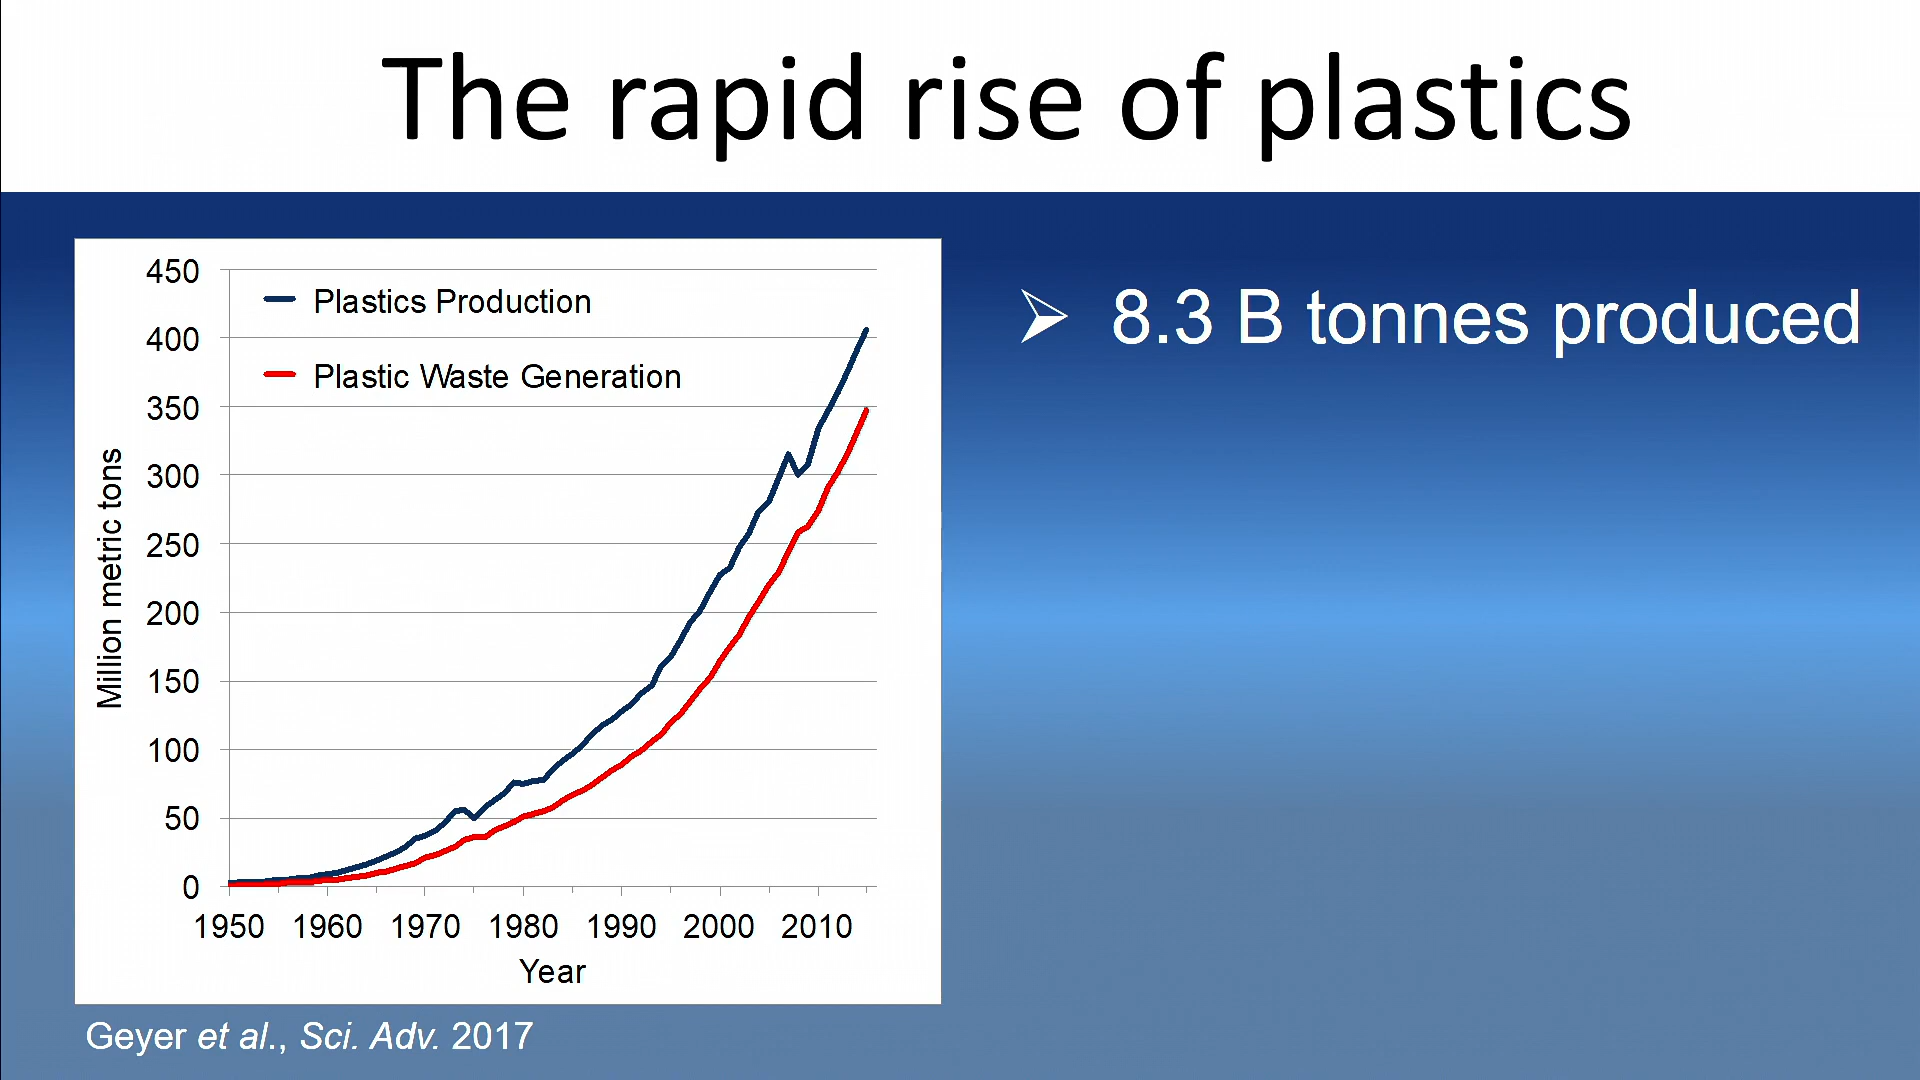 The rapid rise of plastics
450
400
350
300
250
200
150
100
50
0
Million metric tons
Plastics Production
Plastic Waste Generation
1950 1960 1970 1980 1990 2000 2010
Year
Geyer et al., Sci. Adv. 2017
➢ 8.3 B tonnes produced